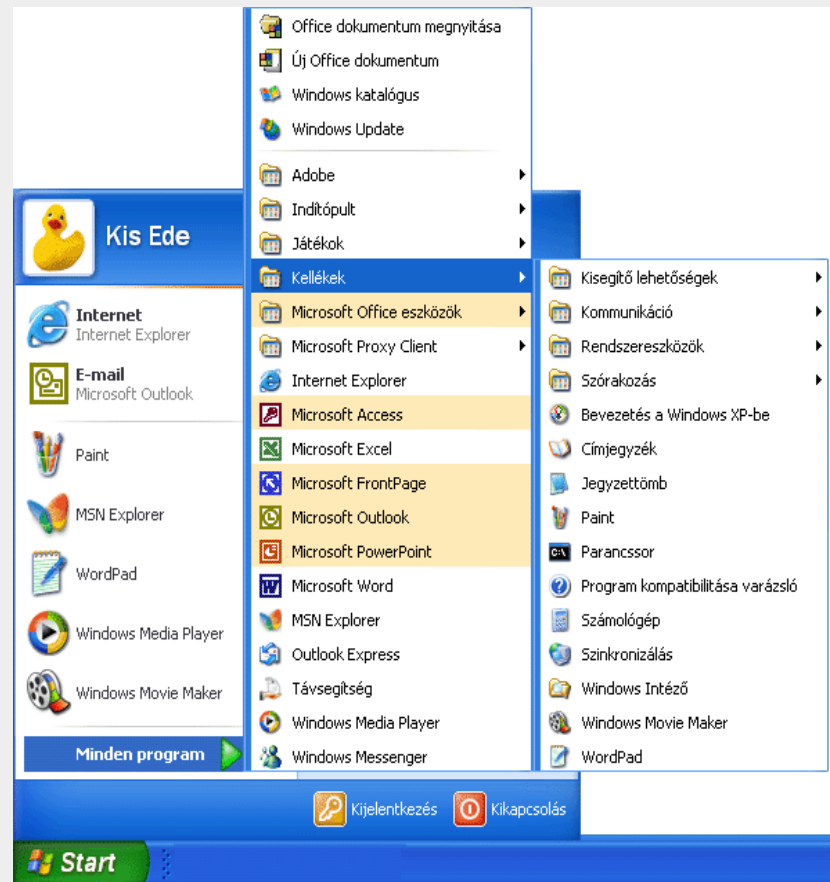 Office dokumentum megnyitása
Új Office dokumentum
Windows katalógus
Windows Update
Adobe
Indítópult
Játékok
Kellékek
Microsoft Office eszközök
Microsoft Proxy Client
Internet Explorer
Microsoft Access
Microsoft Excel
Microsoft FrontPage
Microsoft Outlook
Microsoft PowerPoint
Microsoft Word
MSN Explorer
Outlook Express
Távsegítség
Windows Media Player
Windows Messenger
Kis Ede
Internet
Internet Explorer
E-mail
Microsoft Outlook
Paint
MSN Explorer
WordPad
Windows Media Player
Windows Movie Maker
Minden program
Kisegítő lehetőségek
Kommunikáció
Rendszereszközök
Szórakozás
Bevezetés a Windows XP-be
Címjegyzék
Jegyzettömb
Paint
Parancssor
Program kompatibilitása varázsló
Számológép
Szinkronizálás
Windows Intéző
Windows Movie Maker
WordPad
Kijelentkezés
Kikapcsolás
Start